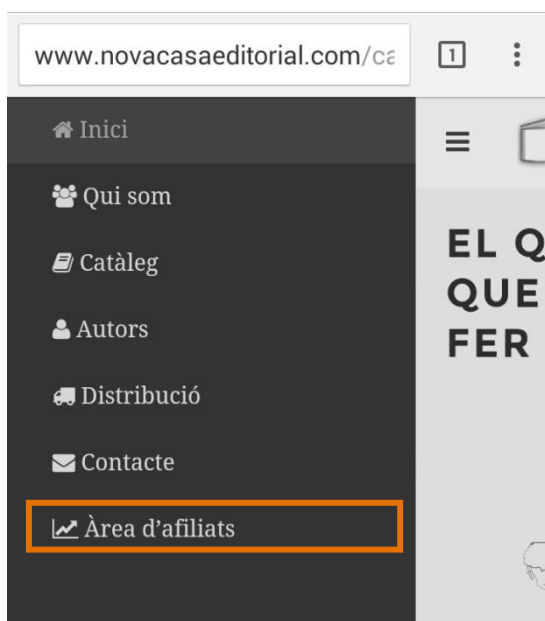 www.novacasaeditorial.com/ca
1
Inici
Qui som
Catàleg
Autors
Distribució
Contacte
Àrea d’afiliats
EL Q
QUE
FER